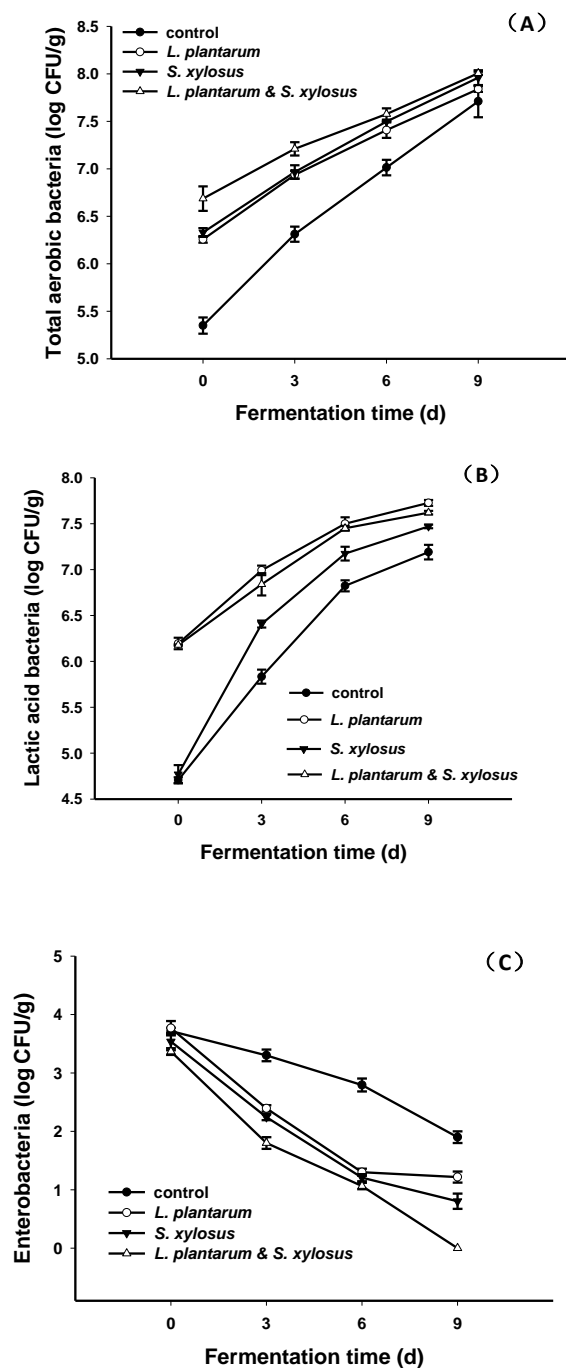 （A）
control
L. plantarum
S. xylosus
L. plantarum & S. xylosus
Total aerobic bacteria (log CFU/g)
8.0
7.5
7.0
6.5
6.0
5.5
5.0
0 3 6 9
Fermentation time (d)
（B）
Lactic acid bacteria (log CFU/g)
8.0
7.5
7.0
6.5
6.0
5.5
5.0
4.5
control
L. plantarum
S. xylosus
L. plantarum & S. xylosus
0 3 6 9
Fermentation time (d)
（C）
Enterobacteria (log CFU/g)
5
4
3
2
1
0
control
L. plantarum
S. xylosus
L. plantarum & S. xylosus
0 3 6 9
Fermentation time (d)